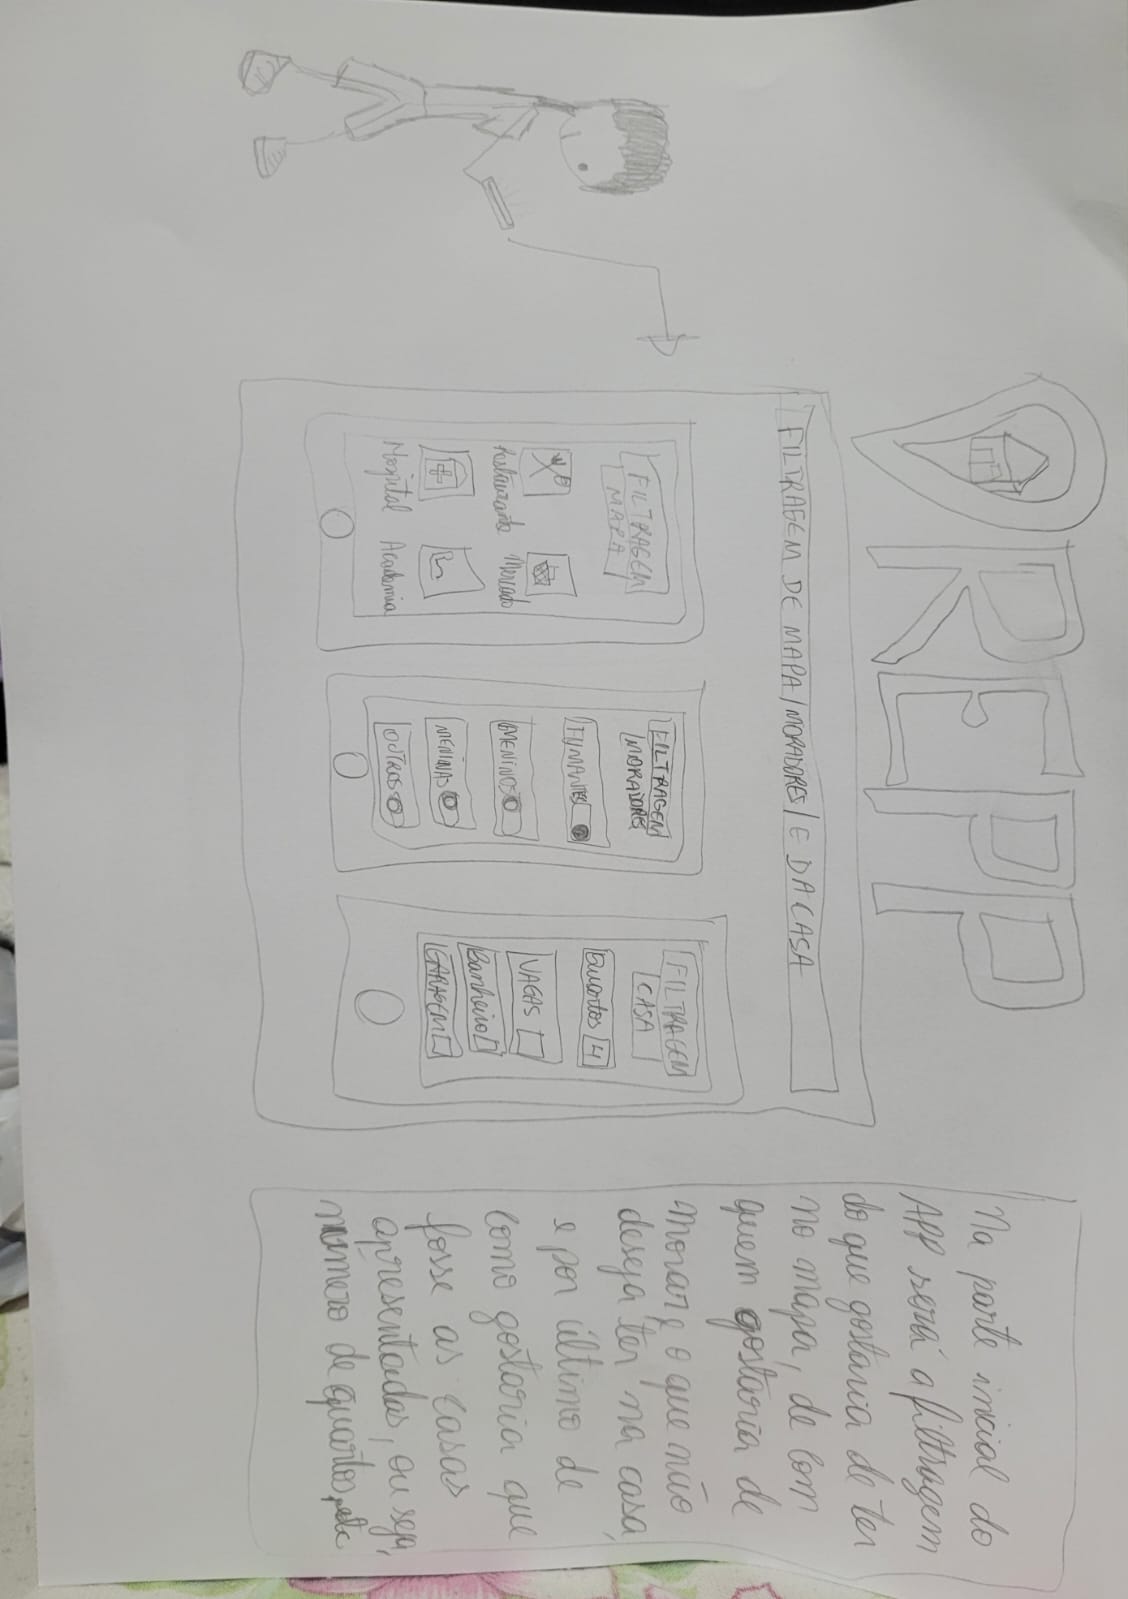 REPP
FILTRAGEM DE MAPA/MORADORES/E DA CASA
FILTRAGEM
MAPA
Restaurante Mercado
Hospital Academia
FILTRAGEM
MORADORES
FUMANTES
MENINOS
MENINAS
OUTROS
FILTRAGEM
CASA
Quartos 4
VAGAS
Banheiro
GARAGEM
Na parte inicial do
APP será a filtragem
do que gostaria de ter
no mapa, de com
quem gostaria de
morar e o que não
deseja ter na casa,
e por último de
como gostaria que
fosse as casas
apresentadas, ou seja,
número de quartos, etc